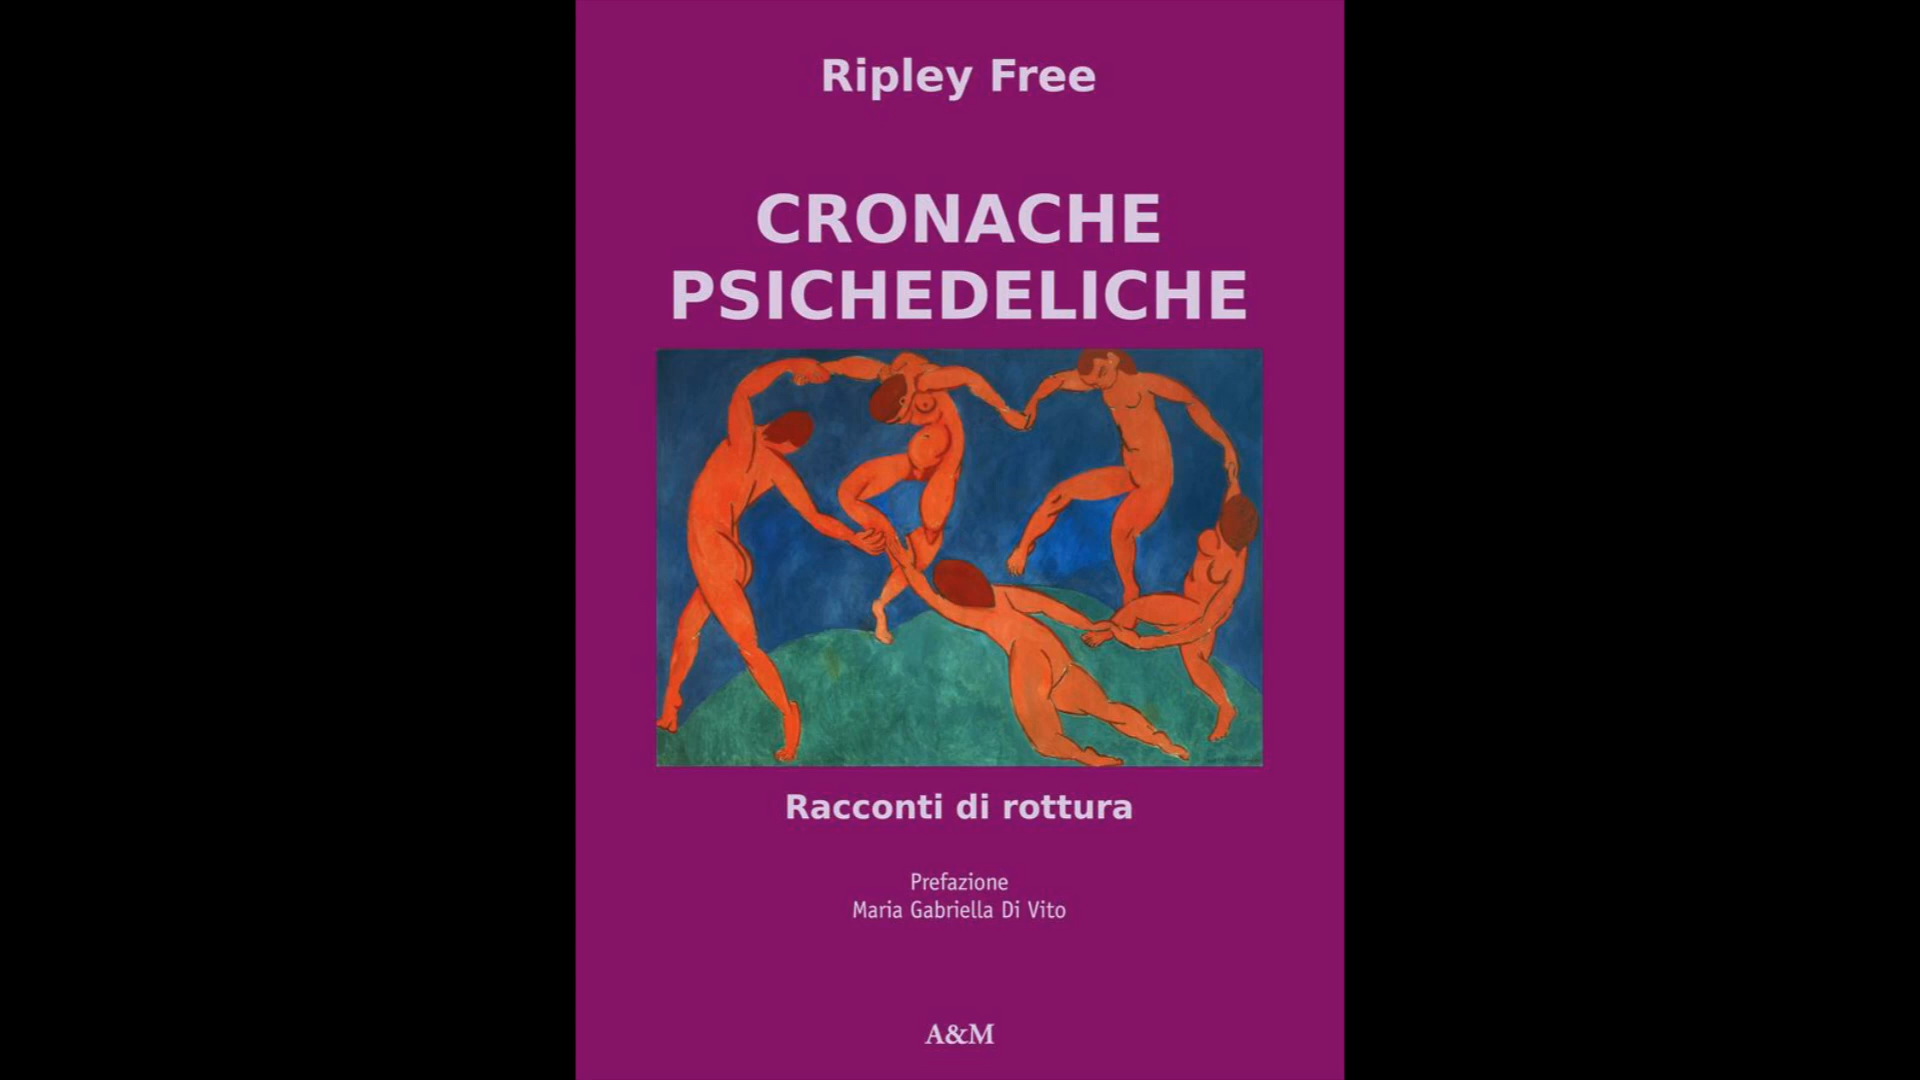 Ripley Free
CRONACHE
PSICHEDELICHE
Racconti di rottura
Prefazione
Maria Gabriella Di Vito
A&M